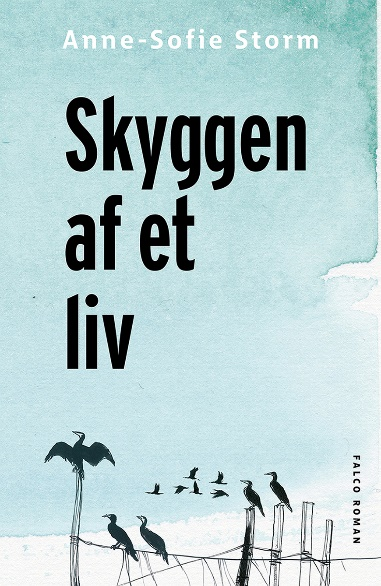 Anne-Sofie Storm
Skyggen
af et
liv
FALCO ROMAN